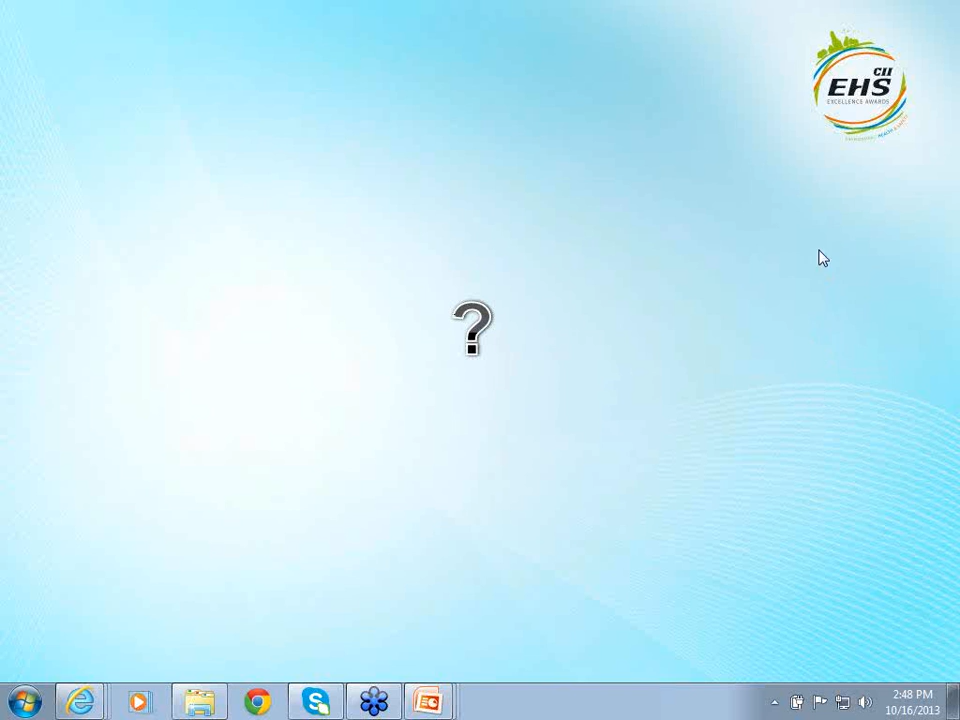 CII
EHS
EXCELLENCE AWARDS
?
2:48 PM
10/16/2013